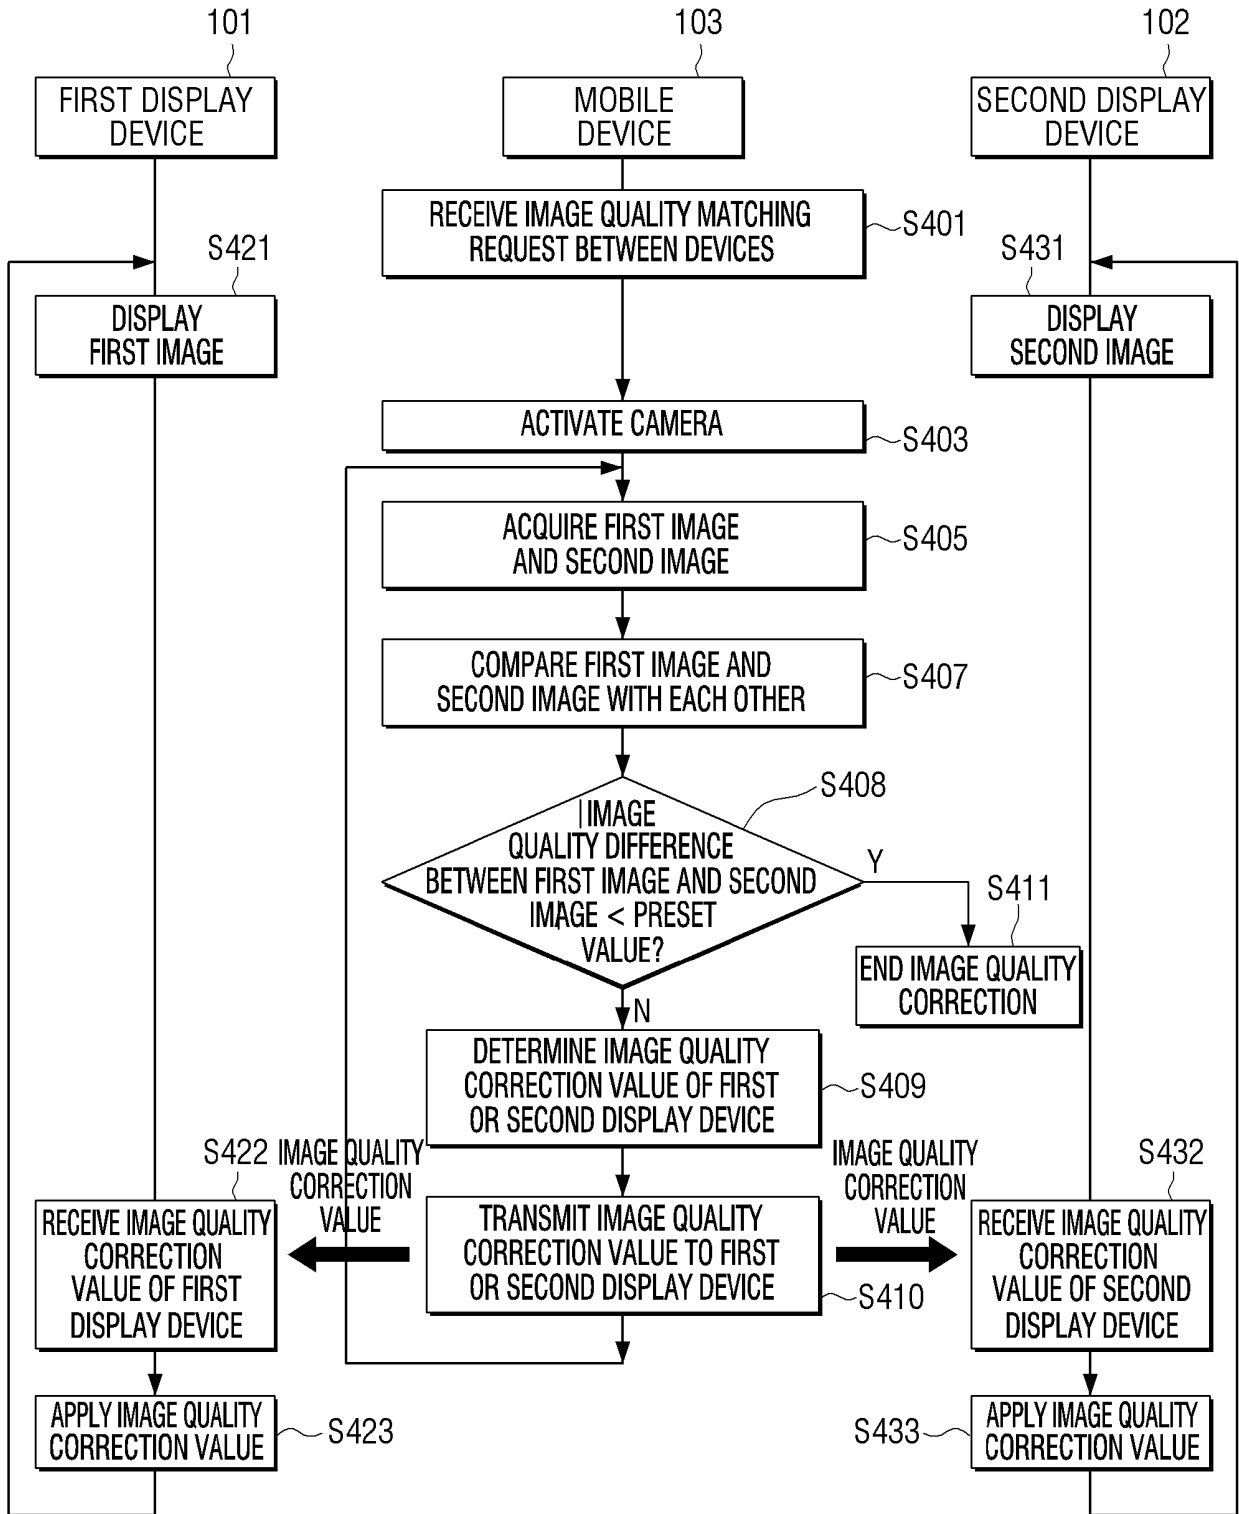 101
103
102
FIRST DISPLAY
DEVICE
MOBILE
DEVICE
SECOND DISPLAY
DEVICE
RECEIVE IMAGE QUALITY MATCHING
REQUEST BETWEEN DEVICES
S401
S421
S431
DISPLAY
FIRST IMAGE
DISPLAY
SECOND IMAGE
ACTIVATE CAMERA
S403
ACQUIRE FIRST IMAGE
AND SECOND IMAGE
S405
COMPARE FIRST IMAGE AND
SECOND IMAGE WITH EACH OTHER
S407
S408
|IMAGE
QUALITY DIFFERENCE
BETWEEN FIRST IMAGE AND SECOND
IMAGE < PRESET
VALUE?
Y
S411
END IMAGE QUALITY
CORRECTION
N
DETERMINE IMAGE QUALITY
CORRECTION VALUE OF FIRST
OR SECOND DISPLAY DEVICE
S409
S422
IMAGE QUALITY
CORRECTION
VALUE
IMAGE QUALITY
CORRECTION
VALUE
S432
RECEIVE IMAGE QUALITY
CORRECTION
VALUE OF FIRST
DISPLAY DEVICE
TRANSMIT IMAGE QUALITY
CORRECTION VALUE TO FIRST
OR SECOND DISPLAY DEVICE
S410
RECEIVE IMAGE QUALITY
CORRECTION
VALUE OF SECOND
DISPLAY DEVICE
APPLY IMAGE QUALITY
CORRECTION VALUE
S423
S433
APPLY IMAGE QUALITY
CORRECTION VALUE